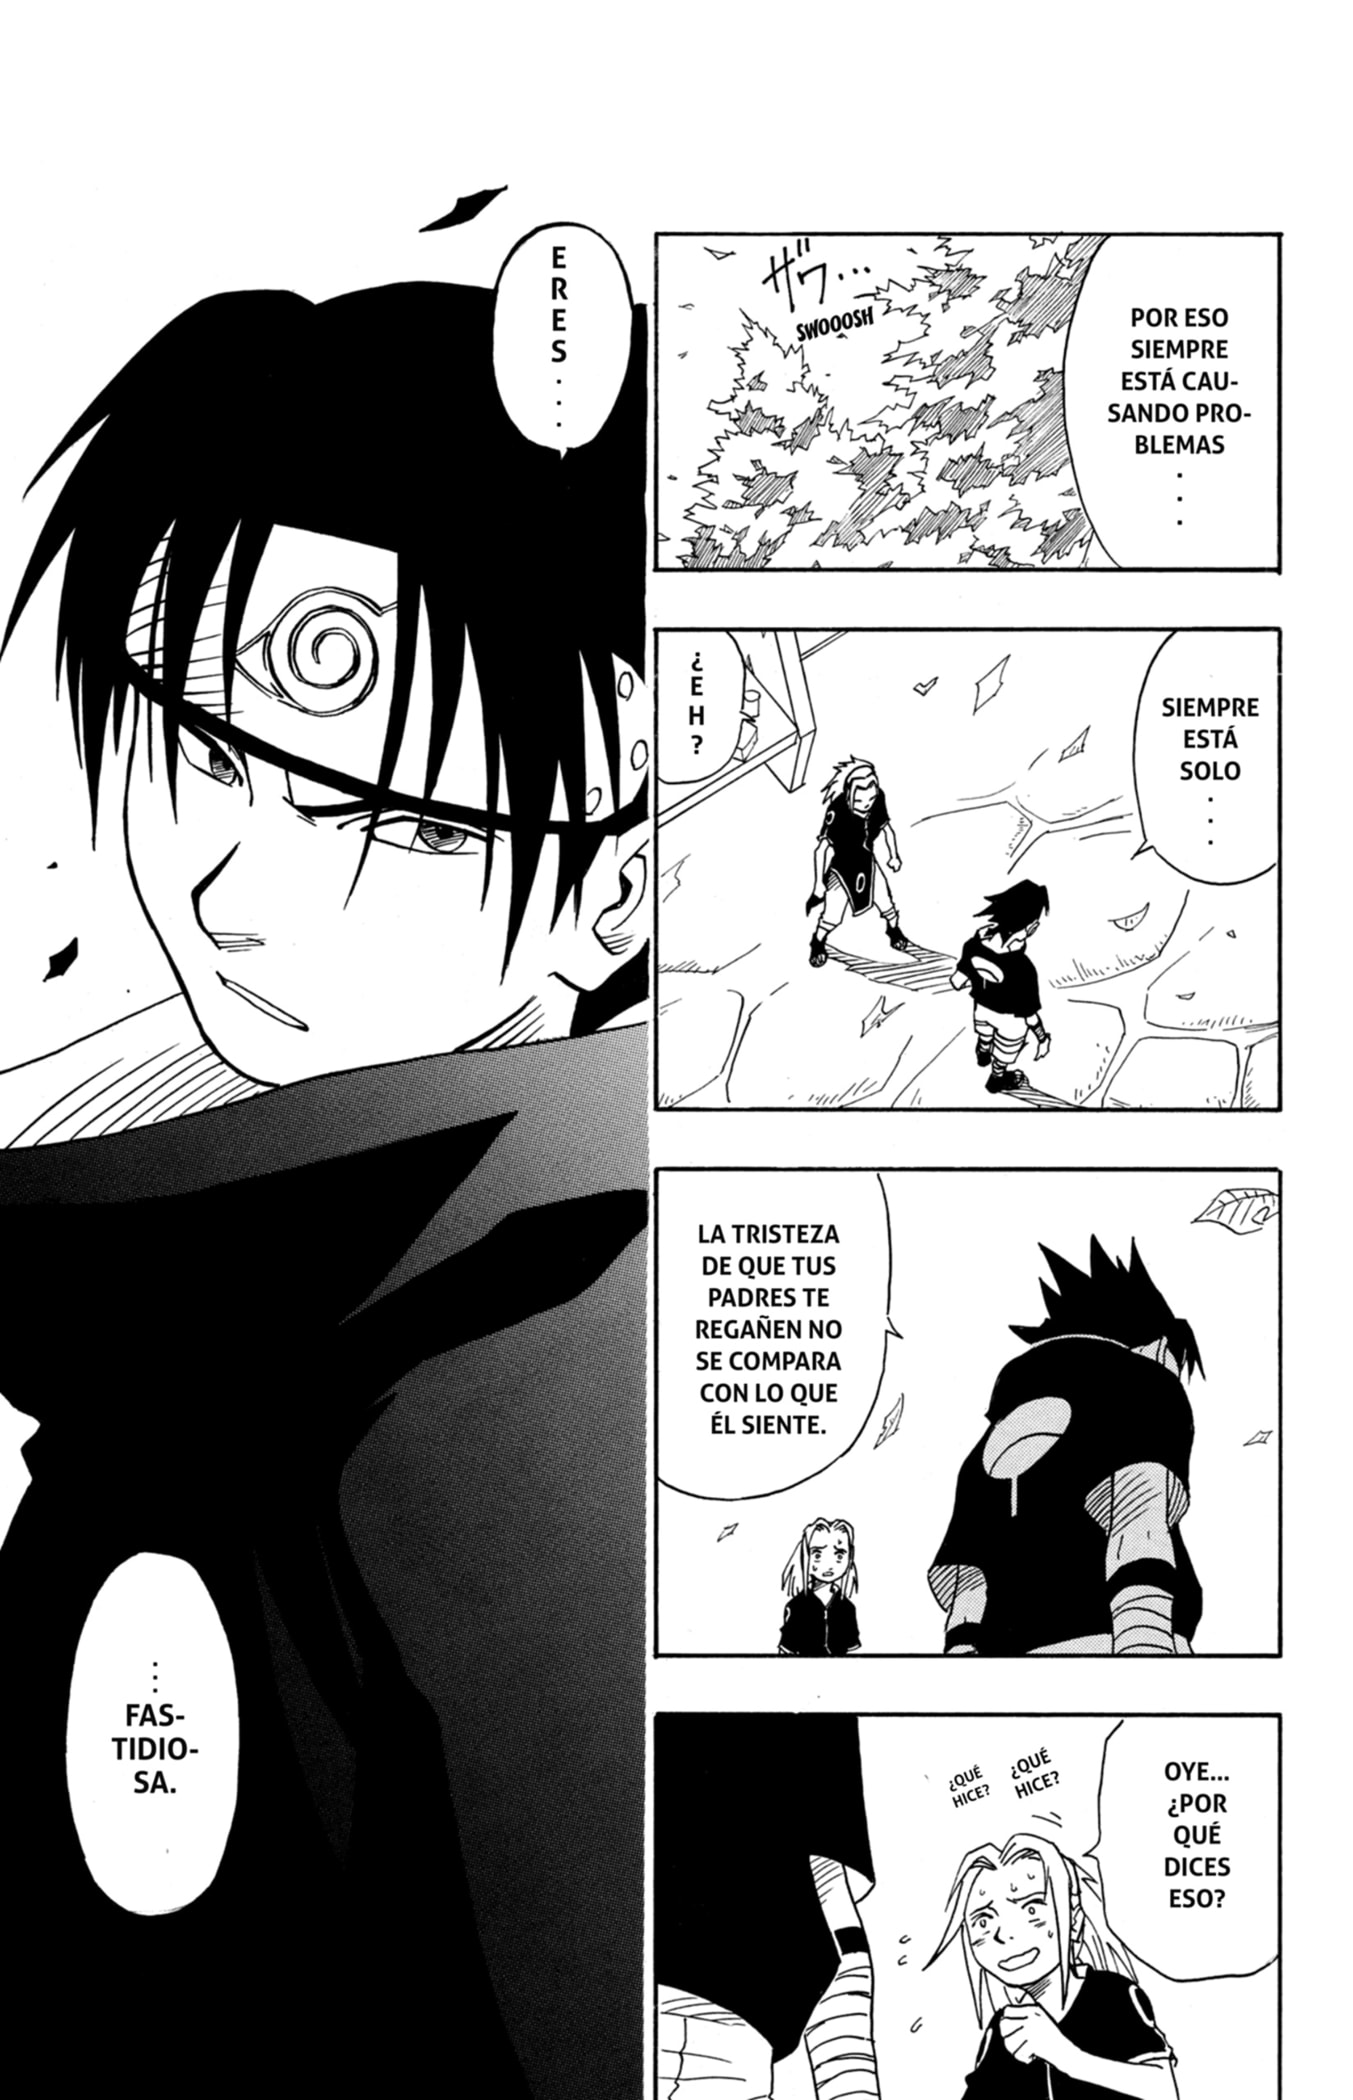 POR ESO
SIEMPRE
ESTÁ CAU-
SANDO PRO-
BLEMAS
...
ザワ…
SWOOOSH
SIEMPRE
ESTÁ
SOLO
...
¿EH?
LA TRISTEZA
DE QUE TUS
PADRES TE
REGAÑEN NO
SE COMPARA
CON LO QUE
ÉL SIENTE.
OYE...
¿POR
QUÉ
DICES
ESO?
¿QUÉ
HICE?
¿QUÉ
HICE?
ERES...
...
FAS-
TIDIO-
SA.